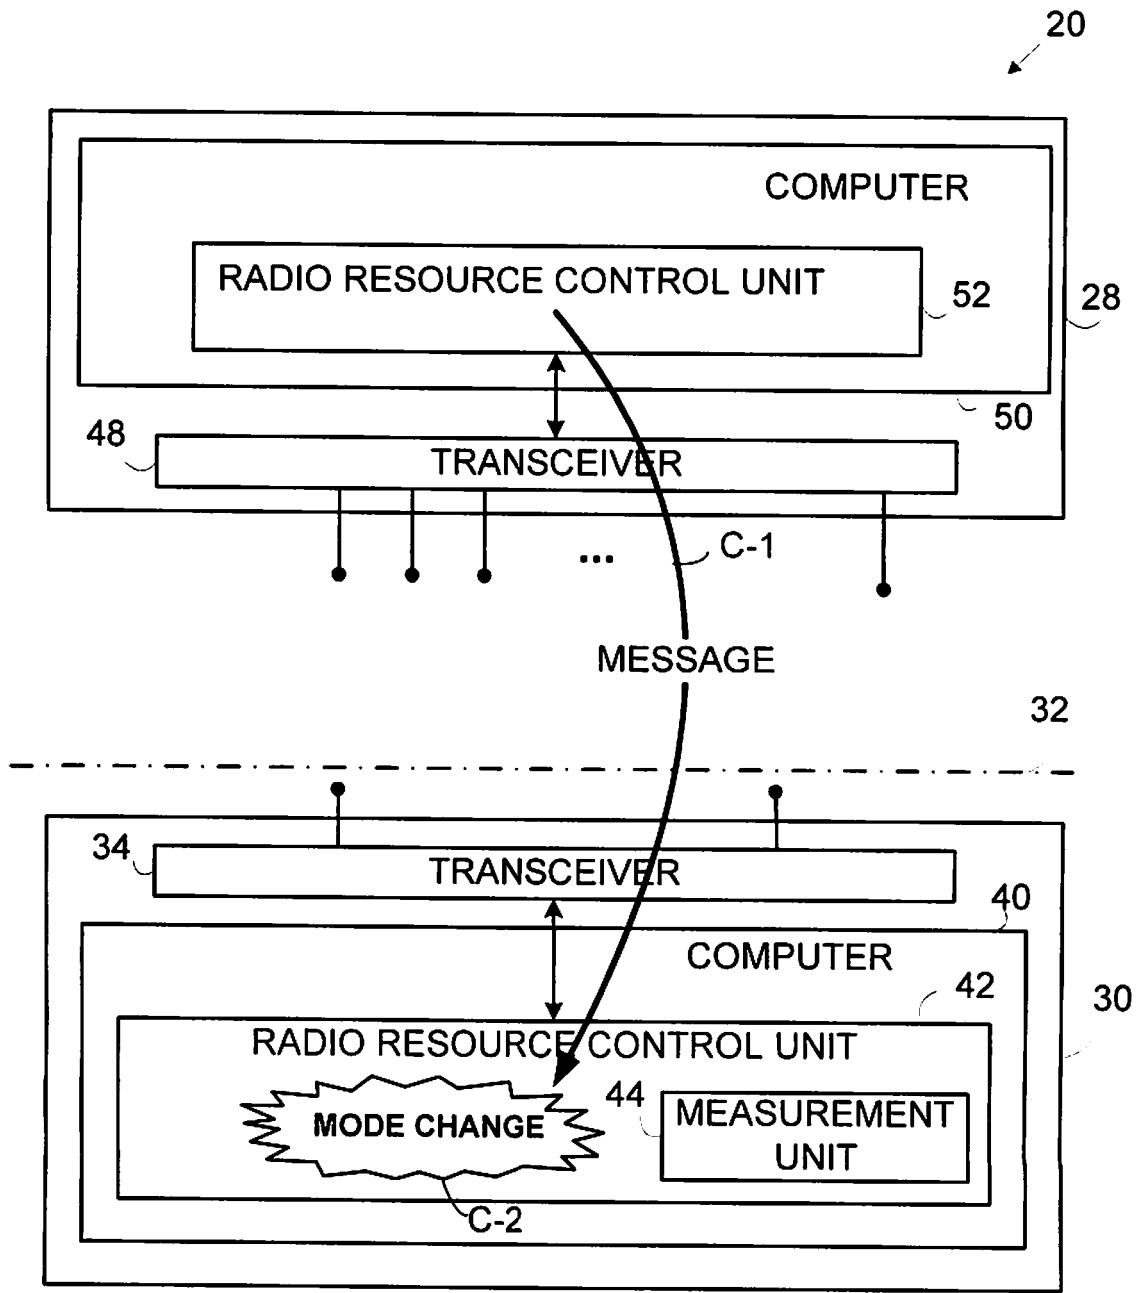 20
COMPUTER
RADIO RESOURCE CONTROL UNIT
52
28
50
48
TRANSCEIVER
...
C-1
MESSAGE
32
34
TRANSCEIVER
40
COMPUTER
42
30
RADIO RESOURCE CONTROL UNIT
44
MODE CHANGE
MEASUREMENT
UNIT
C-2